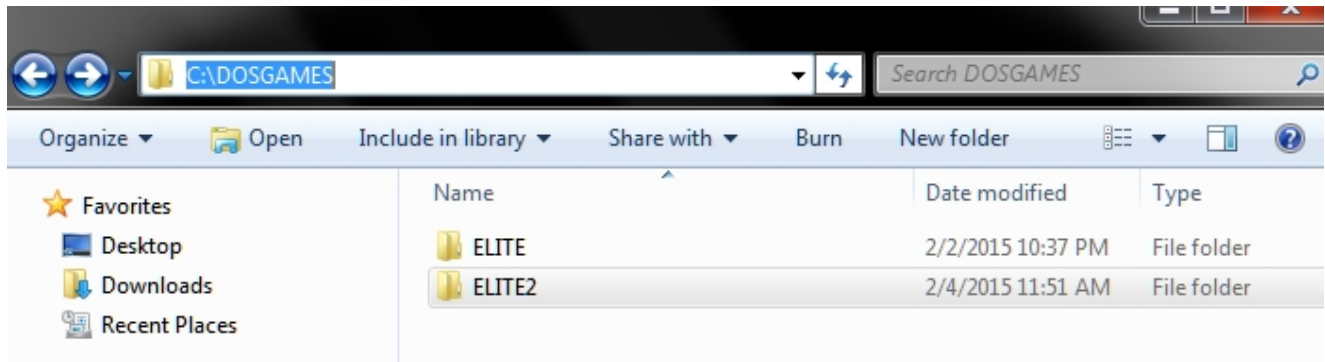 C:\DOSGAMES Search DOSGAMES
Organize Open Include in library Share with Burn New folder
Favorites
Desktop
Downloads
Recent Places
Name Date modified Type
ELITE 2/2/2015 10:37 PM File folder
ELITE2 2/4/2015 11:51 AM File folder